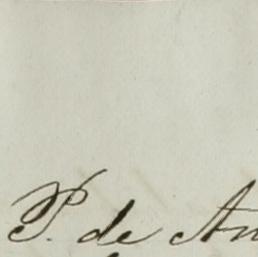 P. de An